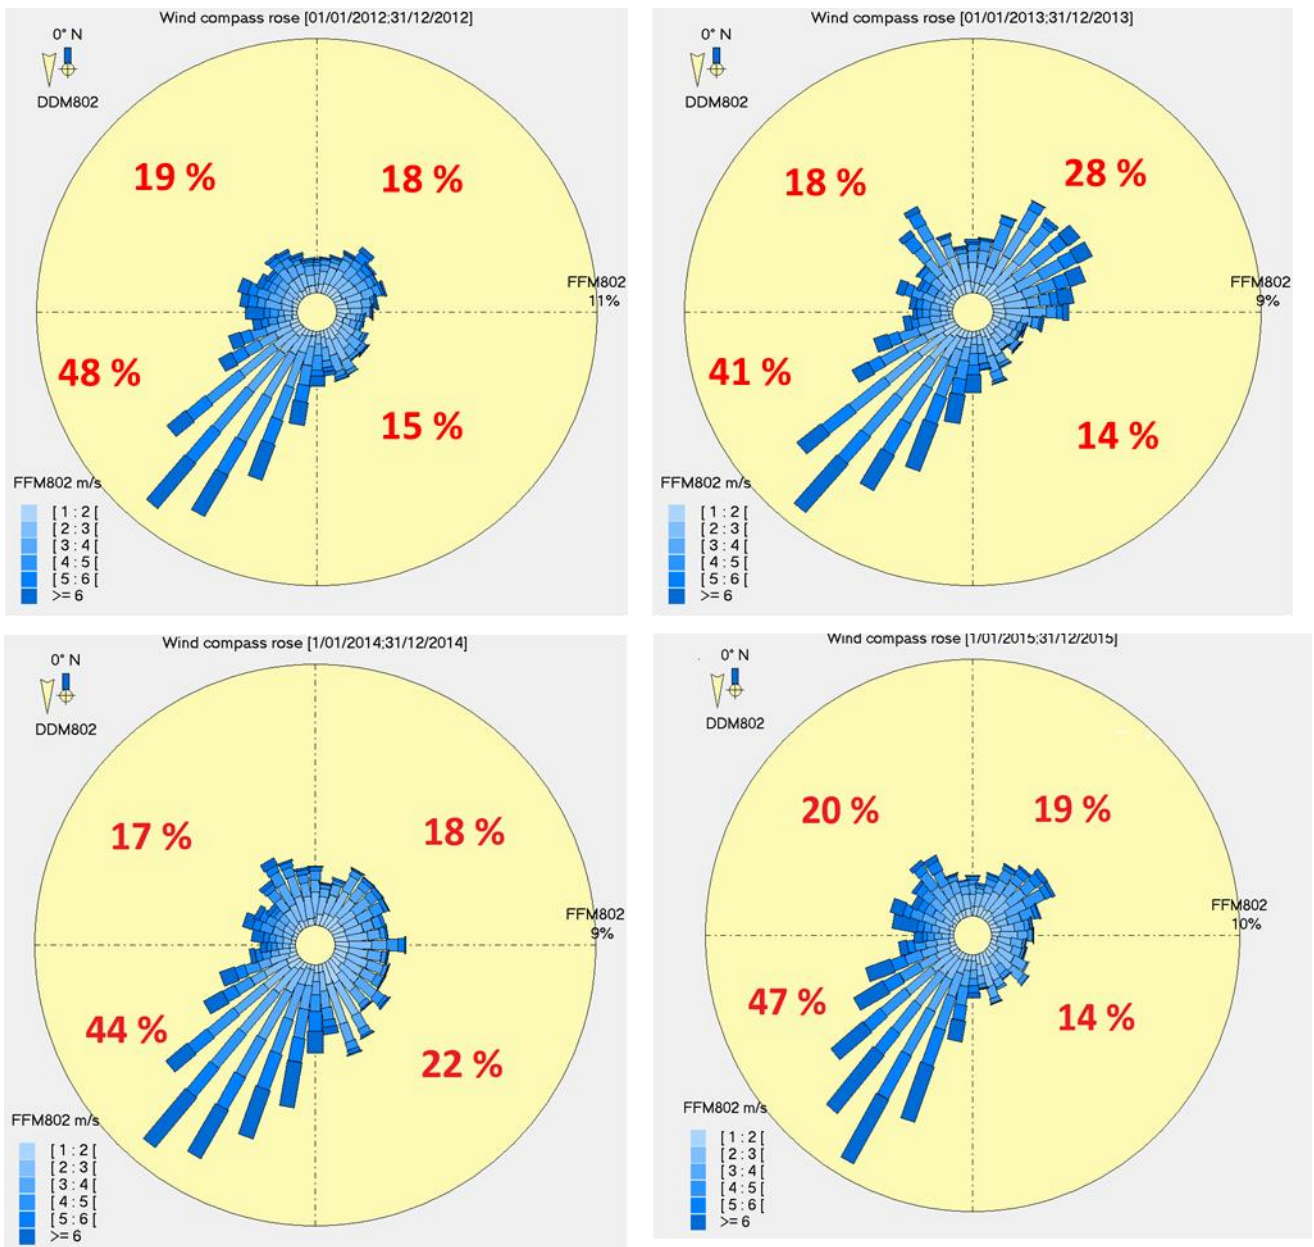 Wind compass rose [01/01/2012;31/12/2012]
0° N
DDM802
19 %
18 %
FFM802
11%
48 %
15 %
FFM802 m/s
[ 1 : 2 [
[ 2 : 3 [
[ 3 : 4 [
[ 4 : 5 [
[ 5 : 6 [
>= 6
Wind compass rose [01/01/2013;31/12/2013]
0° N
DDM802
18 %
28 %
FFM802
9%
41 %
14 %
FFM802 m/s
[ 1 : 2 [
[ 2 : 3 [
[ 3 : 4 [
[ 4 : 5 [
[ 5 : 6 [
>= 6
Wind compass rose [1/01/2014;31/12/2014]
0° N
DDM802
17 %
18 %
FFM802
9%
44 %
22 %
FFM802 m/s
[ 1 : 2 [
[ 2 : 3 [
[ 3 : 4 [
[ 4 : 5 [
[ 5 : 6 [
>= 6
Wind compass rose [1/01/2015;31/12/2015]
0° N
DDM802
20 %
19 %
FFM802
10%
47 %
14 %
FFM802 m/s
[ 1 : 2 [
[ 2 : 3 [
[ 3 : 4 [
[ 4 : 5 [
[ 5 : 6 [
>= 6